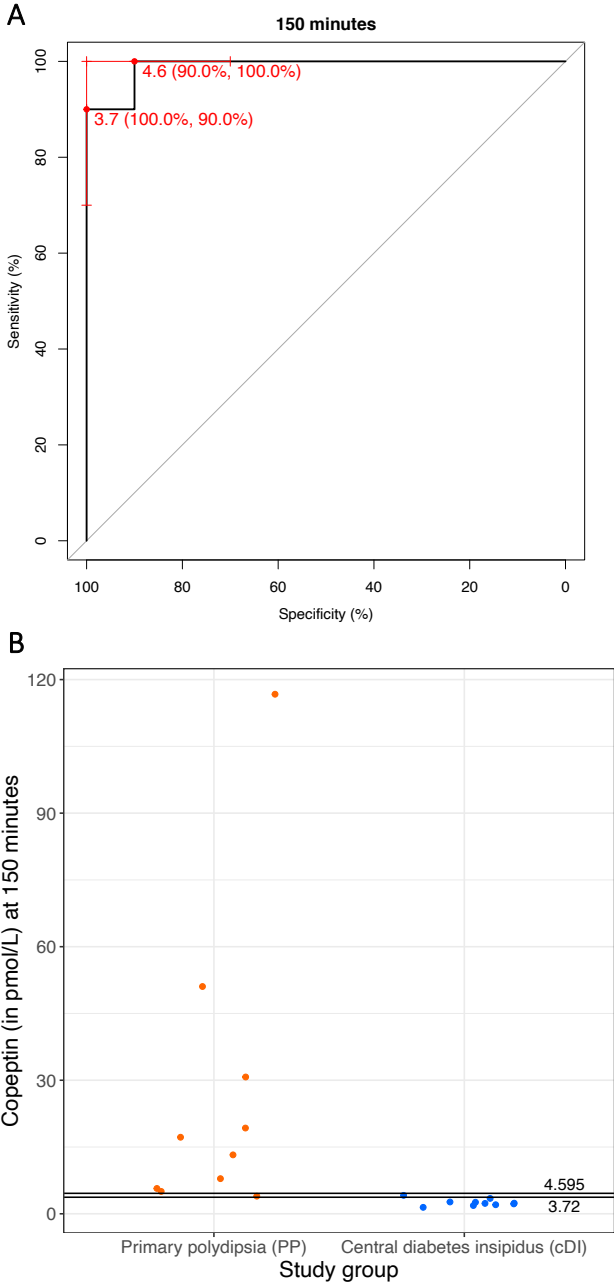 A
150 minutes
100
80
60
40
20
0
Sensitivity (%)
4.6 (90.0%, 100.0%)
3.7 (100.0%, 90.0%)
100 80 60 40 20 0
Specificity (%)
B
120
90
60
30
0
Copeptin (in pmol/L) at 150 minutes
4.595
3.72
Primary polydipsia (PP) Central diabetes insipidus (cDI)
Study group